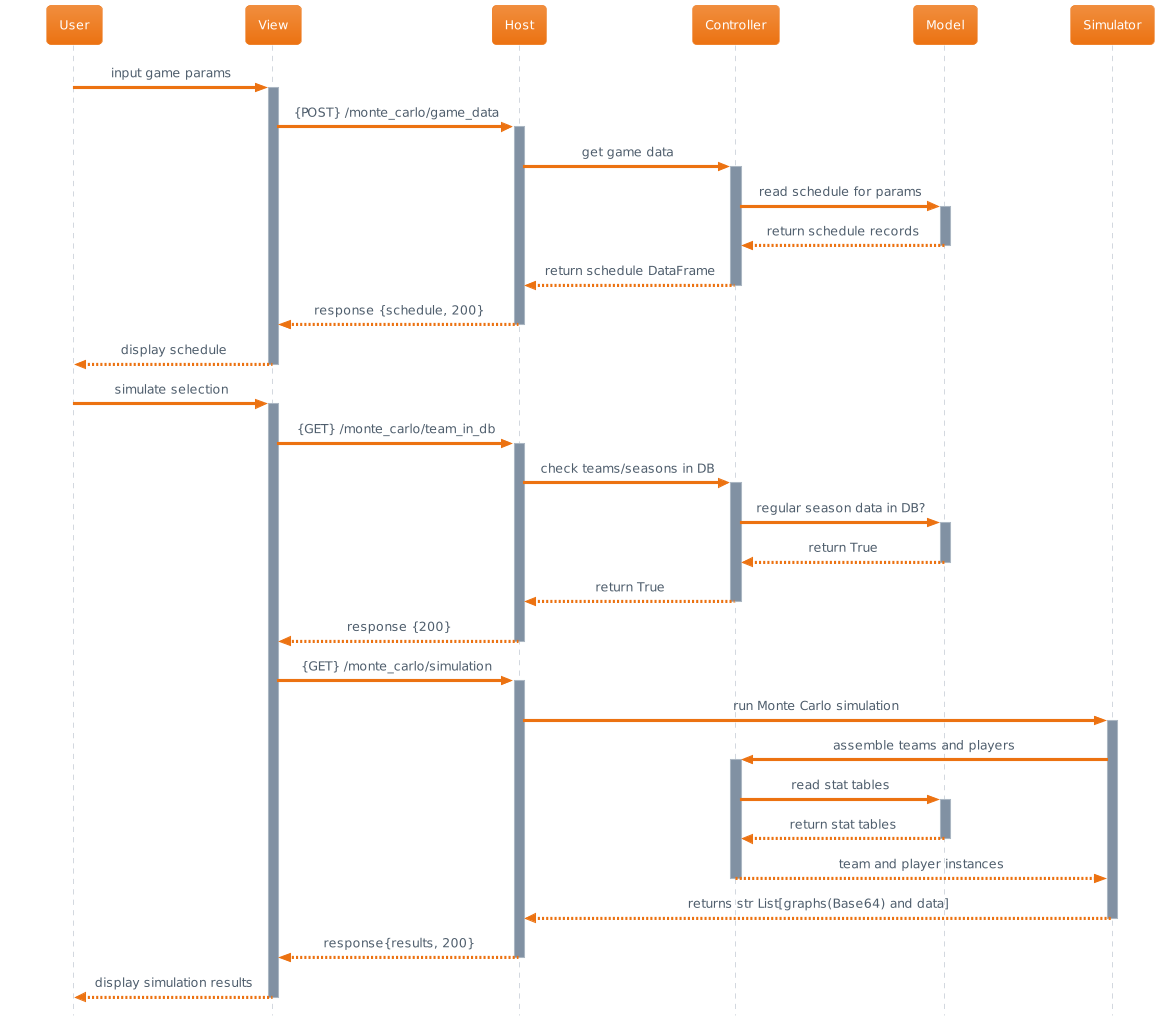 User
View
Host
Controller
Model
Simulator
input game params
{POST} /monte_carlo/game_data
get game data
read schedule for params
return schedule records
return schedule DataFrame
response {schedule, 200}
display schedule
simulate selection
{GET} /monte_carlo/team_in_db
check teams/seasons in DB
regular season data in DB?
return True
return True
response {200}
{GET} /monte_carlo/simulation
run Monte Carlo simulation
assemble teams and players
read stat tables
return stat tables
team and player instances
returns str List[graphs(Base64) and data]
response{results, 200}
display simulation results